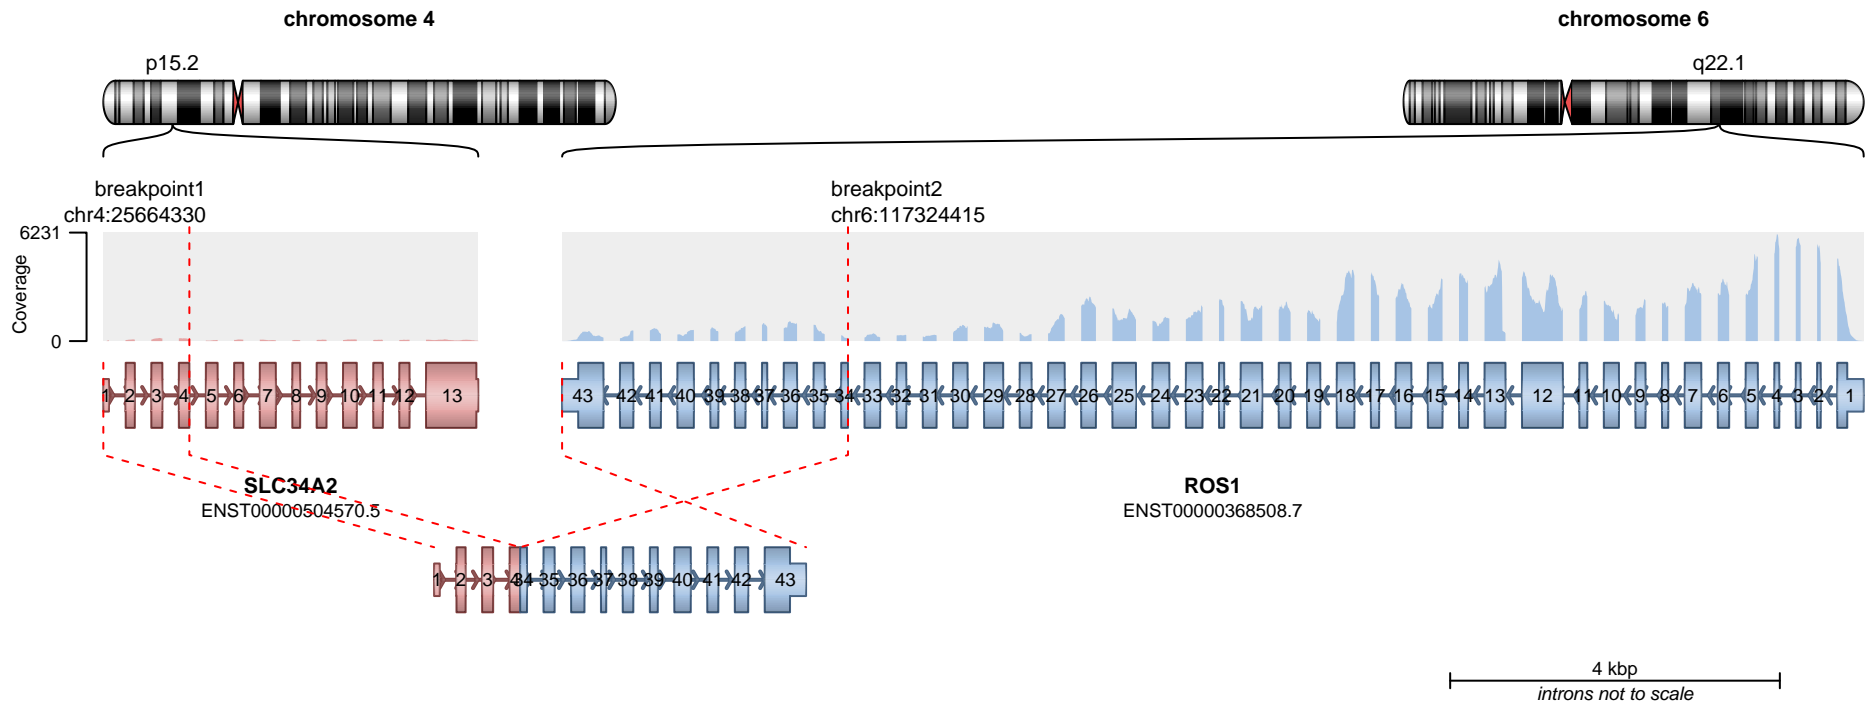 chromosome 4
chromosome 6
p15.2
q22.1
breakpoint1
chr4:25664330
breakpoint2
chr6:117324415
6231
0
Coverage
1 2 3 4 5 6 7 8 9 10 11 12 13
43 42 41 40 39 38 37 36 35 34 33 32 31 30 29 28 27 26 25 24 23 22 21 20 19 18 17 16 15 14 13 12 11 10 9 8 7 6 5 4 3 2 1
SLC34A2
ENST00000504570.5
ROS1
ENST00000368508.7
1 2 3 4 34 35 36 37 38 39 40 41 42 43
4 kbp
introns not to scale